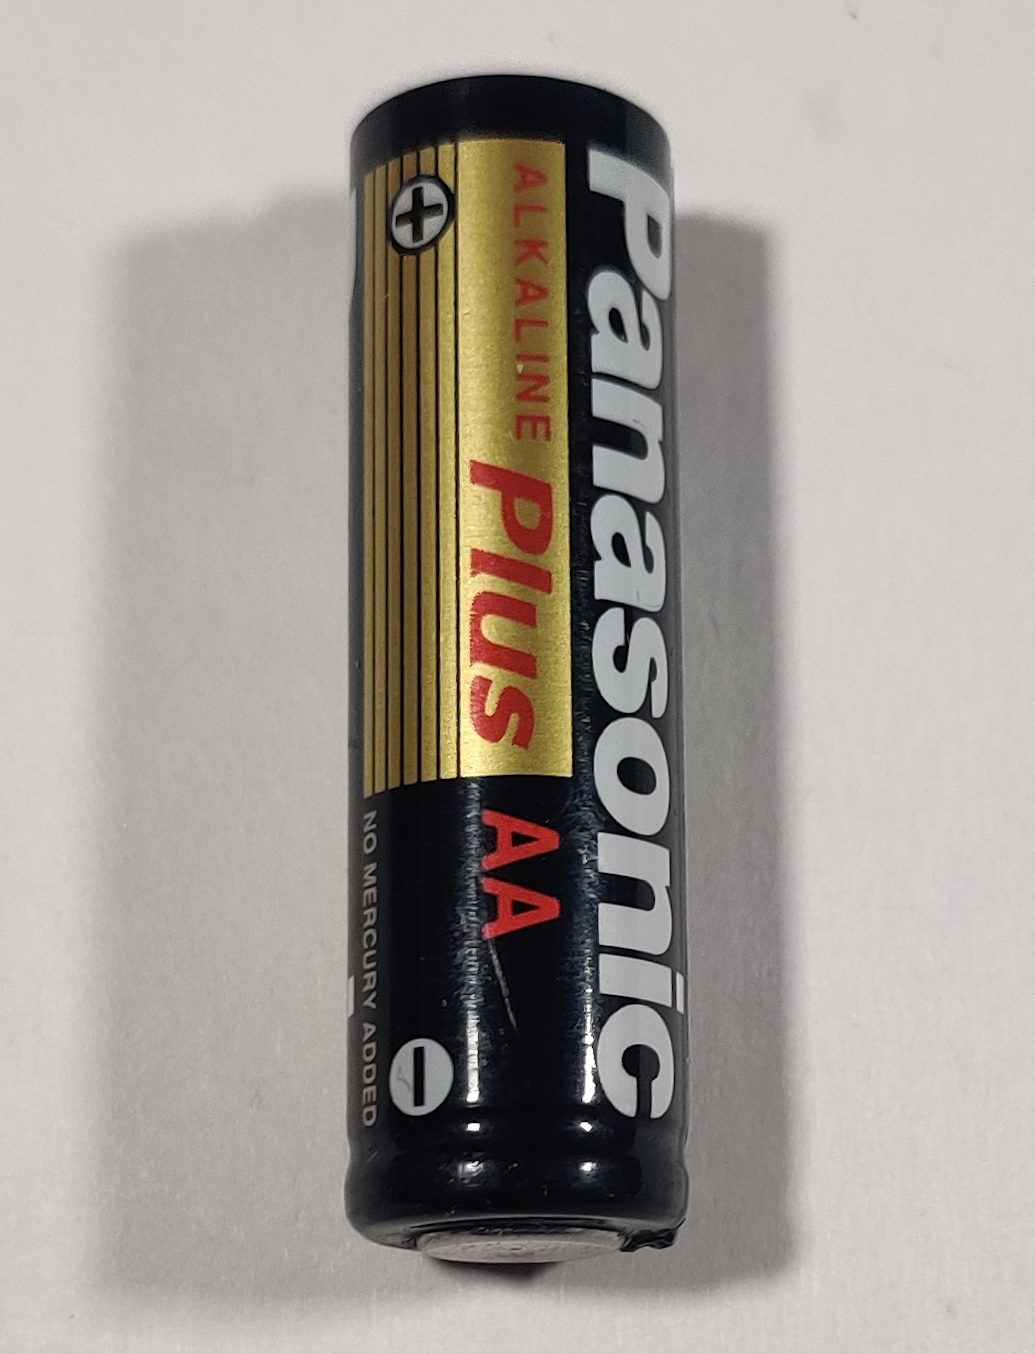 Panasonic
ALKALINE Plus AA
+
-
NO MERCURY ADDED